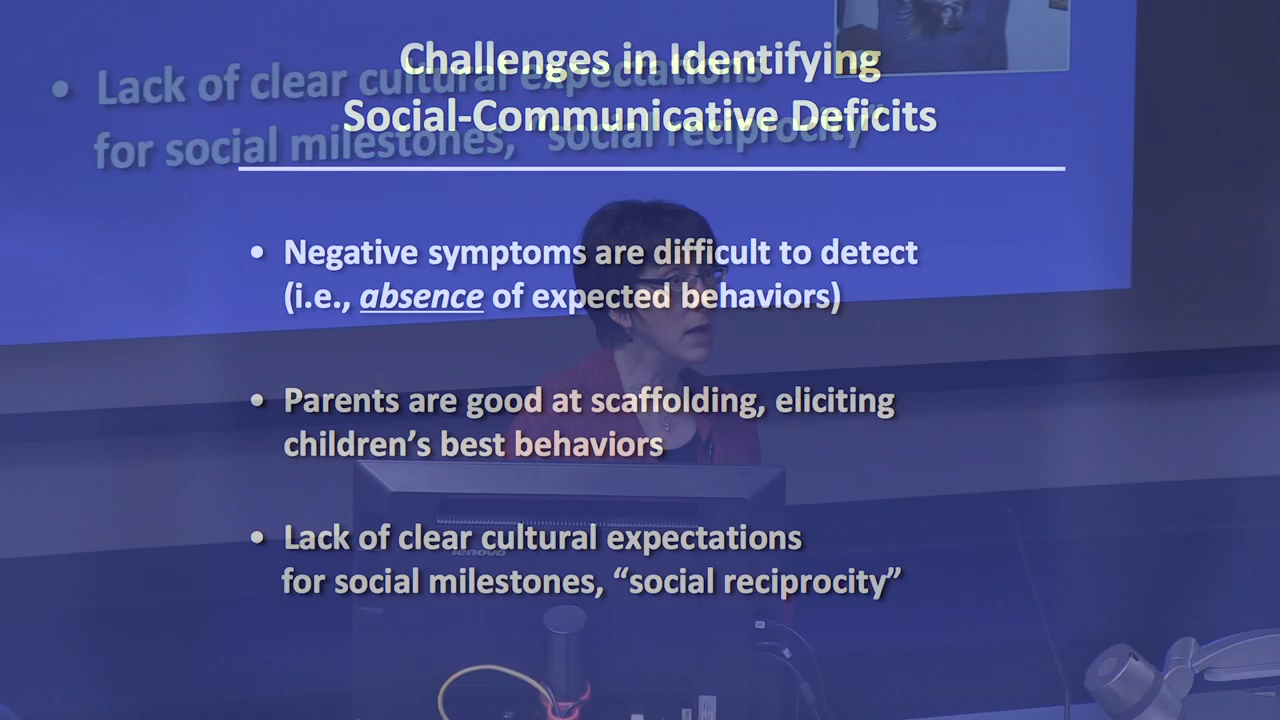 Challenges in Identifying
Social-Communicative Deficits
• Lack of clear cultural expectations
for social milestones, “social reciprocity”
• Negative symptoms are difficult to detect
(i.e., absence of expected behaviors)
• Parents are good at scaffolding, eliciting
children’s best behaviors
• Lack of clear cultural expectations
for social milestones, “social reciprocity”
lenovo